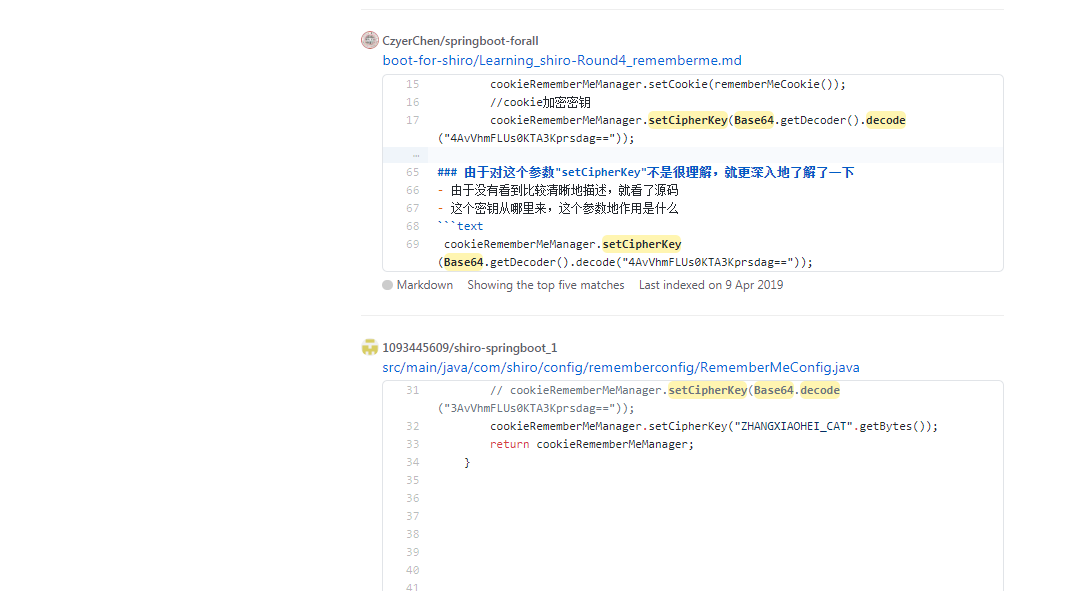 CzyerChen/springboot-forall
boot-for-shiro/Learning_shiro-Round4_rememberme.md
15 cookieRememberMeManager.setCookie(rememberMeCookie());
16 //cookie加密密钥
17 cookieRememberMeManager.setCipherKey(Base64.getDecoder().decode
("4AvVhmFLUs0KTA3Kprsdag=="));
…
65 ### 由于对这个参数"setCipherKey"不是很理解，就更深入地了解了一下
66 - 由于没有看到比较清晰地描述，就看了源码
67 - 这个密钥从哪里来，这个参数地作用是什么
68 ```text
69 cookieRememberMeManager.setCipherKey
(Base64.getDecoder().decode("4AvVhmFLUs0KTA3Kprsdag=="));
Markdown Showing the top five matches Last indexed on 9 Apr 2019
1093445609/shiro-springboot_1
src/main/java/com/shiro/config/rememberconfig/RememberMeConfig.java
31 // cookieRememberMeManager.setCipherKey(Base64.decode
("3AvVhmFLUs0KTA3Kprsdag=="));
32 cookieRememberMeManager.setCipherKey("ZHANGXIAOHEI_CAT".getBytes());
33 return cookieRememberMeManager;
34 }
35
36
37
38
39
40
41